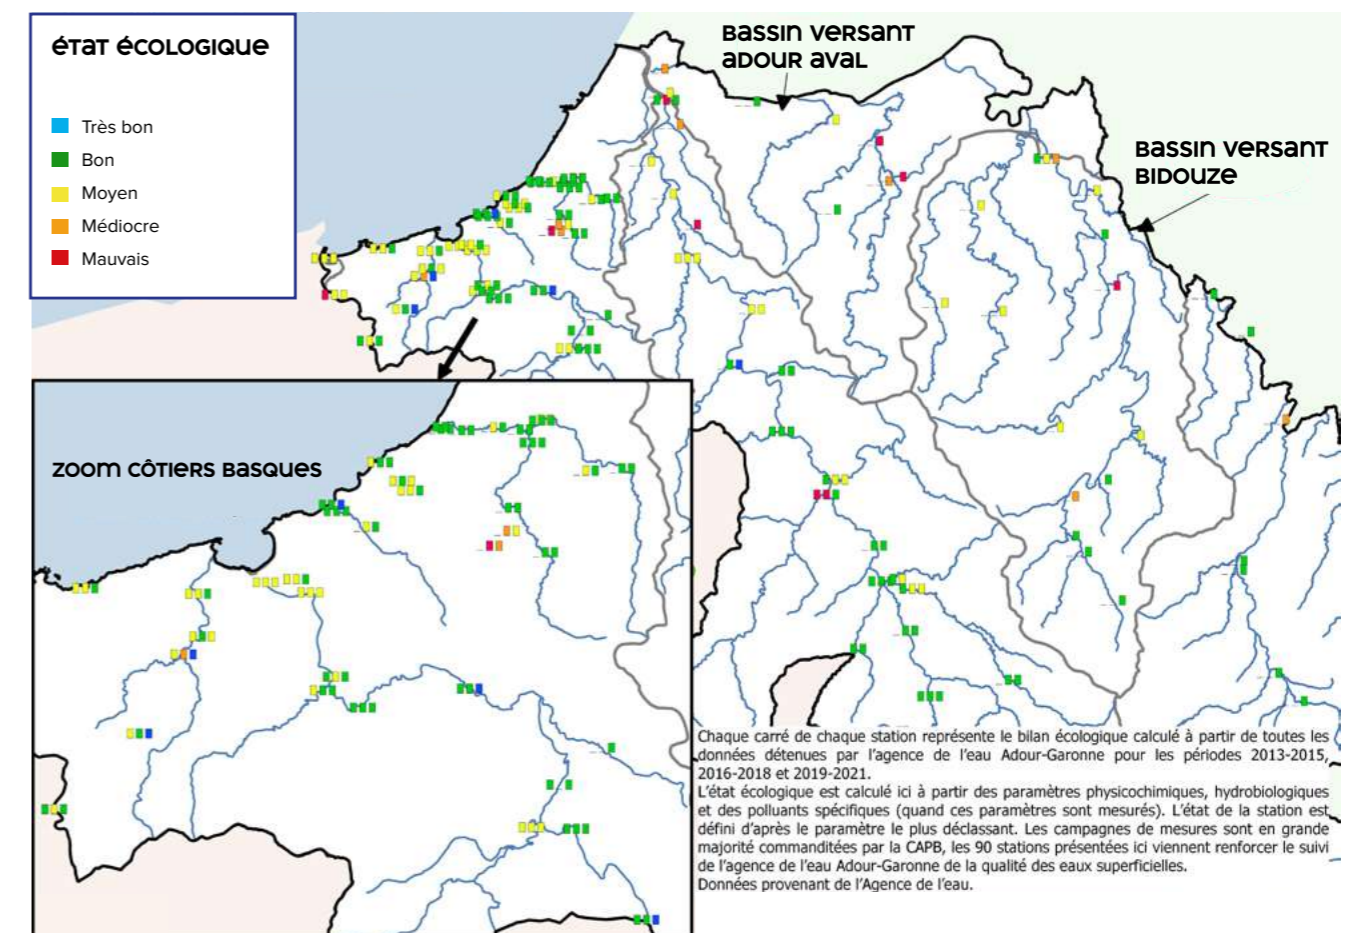 ÉTAT ÉCOLOGIQUE
Très bon
Bon
Moyen
Médiocre
Mauvais
BASSIN VERSANT
ADOUR AVAL
BASSIN VERSANT
BIDOUZE
ZOOM CÔTIERS BASQUES
Chaque carré de chaque station représente le bilan écologique calculé à partir de toutes les
données détenues par l'agence de l'eau Adour-Garonne pour les périodes 2013-2015,
2016-2018 et 2019-2021.
L'état écologique est calculé ici à partir des paramètres physicochimiques, hydrobiologiques
et des polluants spécifiques (quand ces paramètres sont mesurés). L'état de la station est
défini d'après le paramètre le plus déclassant. Les campagnes de mesures sont en grande
majorité commanditées par la CAPB, les 90 stations présentées ici viennent renforcer le suivi
de l'agence de l'eau Adour-Garonne de la qualité des eaux superficielles.
Données provenant de l'Agence de l'eau.